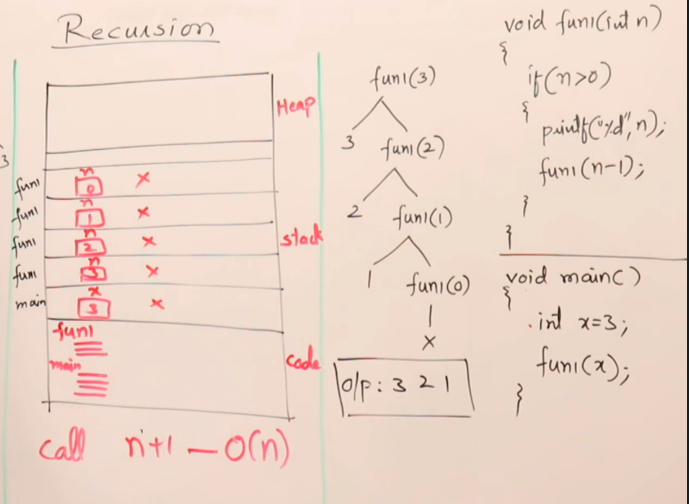 Recursion
Heap
3
fun1
n
0
×
fun1
n
1
×
stack
fun1
n
2
×
fun1
n
3
×
main
x
3
×
fun1
main
code
call n+1 — O(n)
fun1(3)
3 fun1(2)
2 fun1(1)
1 fun1(0)
×
o/p: 3 2 1
void fun1(int n)
{
if(n>0)
{
printf("%d", n);
fun1(n-1);
}
}
void main()
{
int x=3;
fun1(x);
}